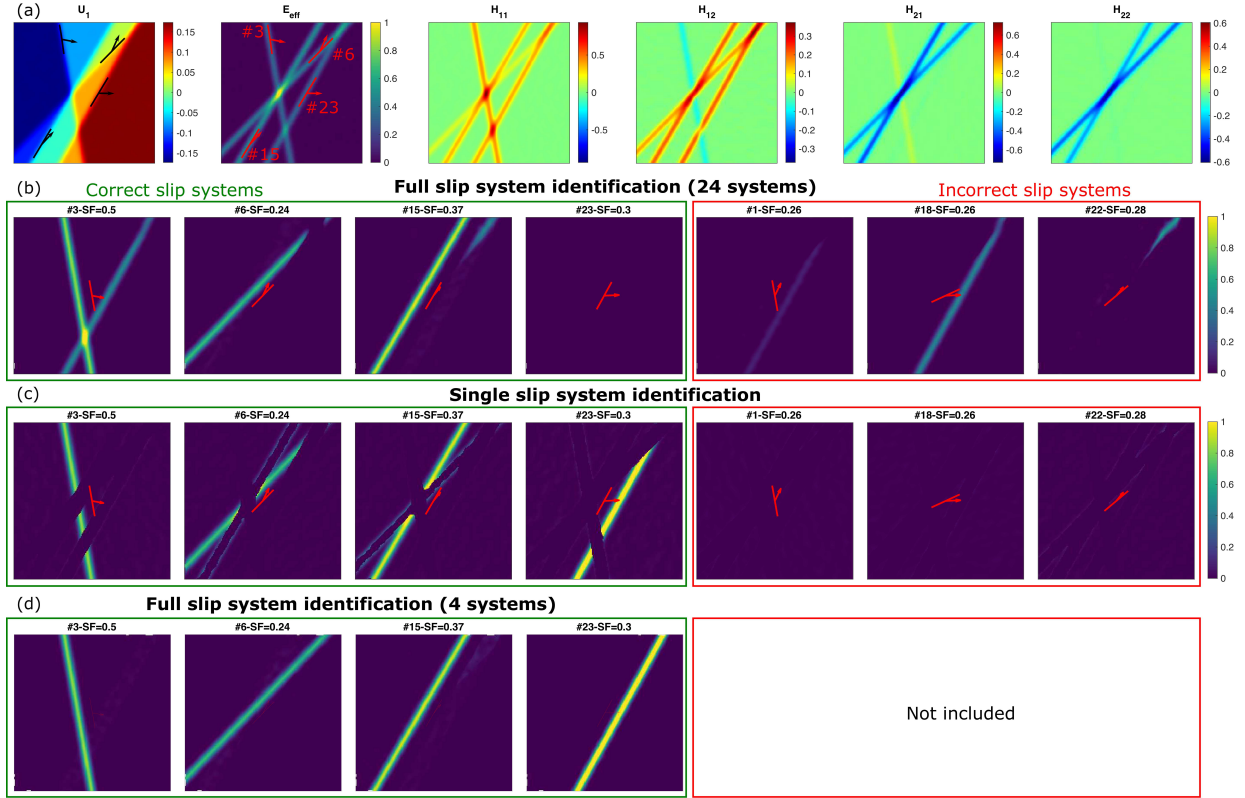 (a)
U1
Eeff
H11
H12
H21
H22
#3
#6
#23
#15
0.15
0.1
0.05
0
-0.05
-0.1
-0.15
1
0.8
0.6
0.4
0.2
0
0.5
0
-0.5
0.3
0.2
0.1
0
-0.1
-0.2
-0.3
0.6
0.4
0.2
0
-0.2
-0.4
-0.6
0.6
0.4
0.2
0
-0.2
-0.4
-0.6
(b)
Correct slip systems
Full slip system identification (24 systems)
Incorrect slip systems
#3-SF=0.5
#6-SF=0.24
#15-SF=0.37
#23-SF=0.3
#1-SF=0.26
#18-SF=0.26
#22-SF=0.28
1
0.8
0.6
0.4
0.2
0
(c)
Single slip system identification
#3-SF=0.5
#6-SF=0.24
#15-SF=0.37
#23-SF=0.3
#1-SF=0.26
#18-SF=0.26
#22-SF=0.28
1
0.8
0.6
0.4
0.2
0
(d)
Full slip system identification (4 systems)
#3-SF=0.5
#6-SF=0.24
#15-SF=0.37
#23-SF=0.3
Not included